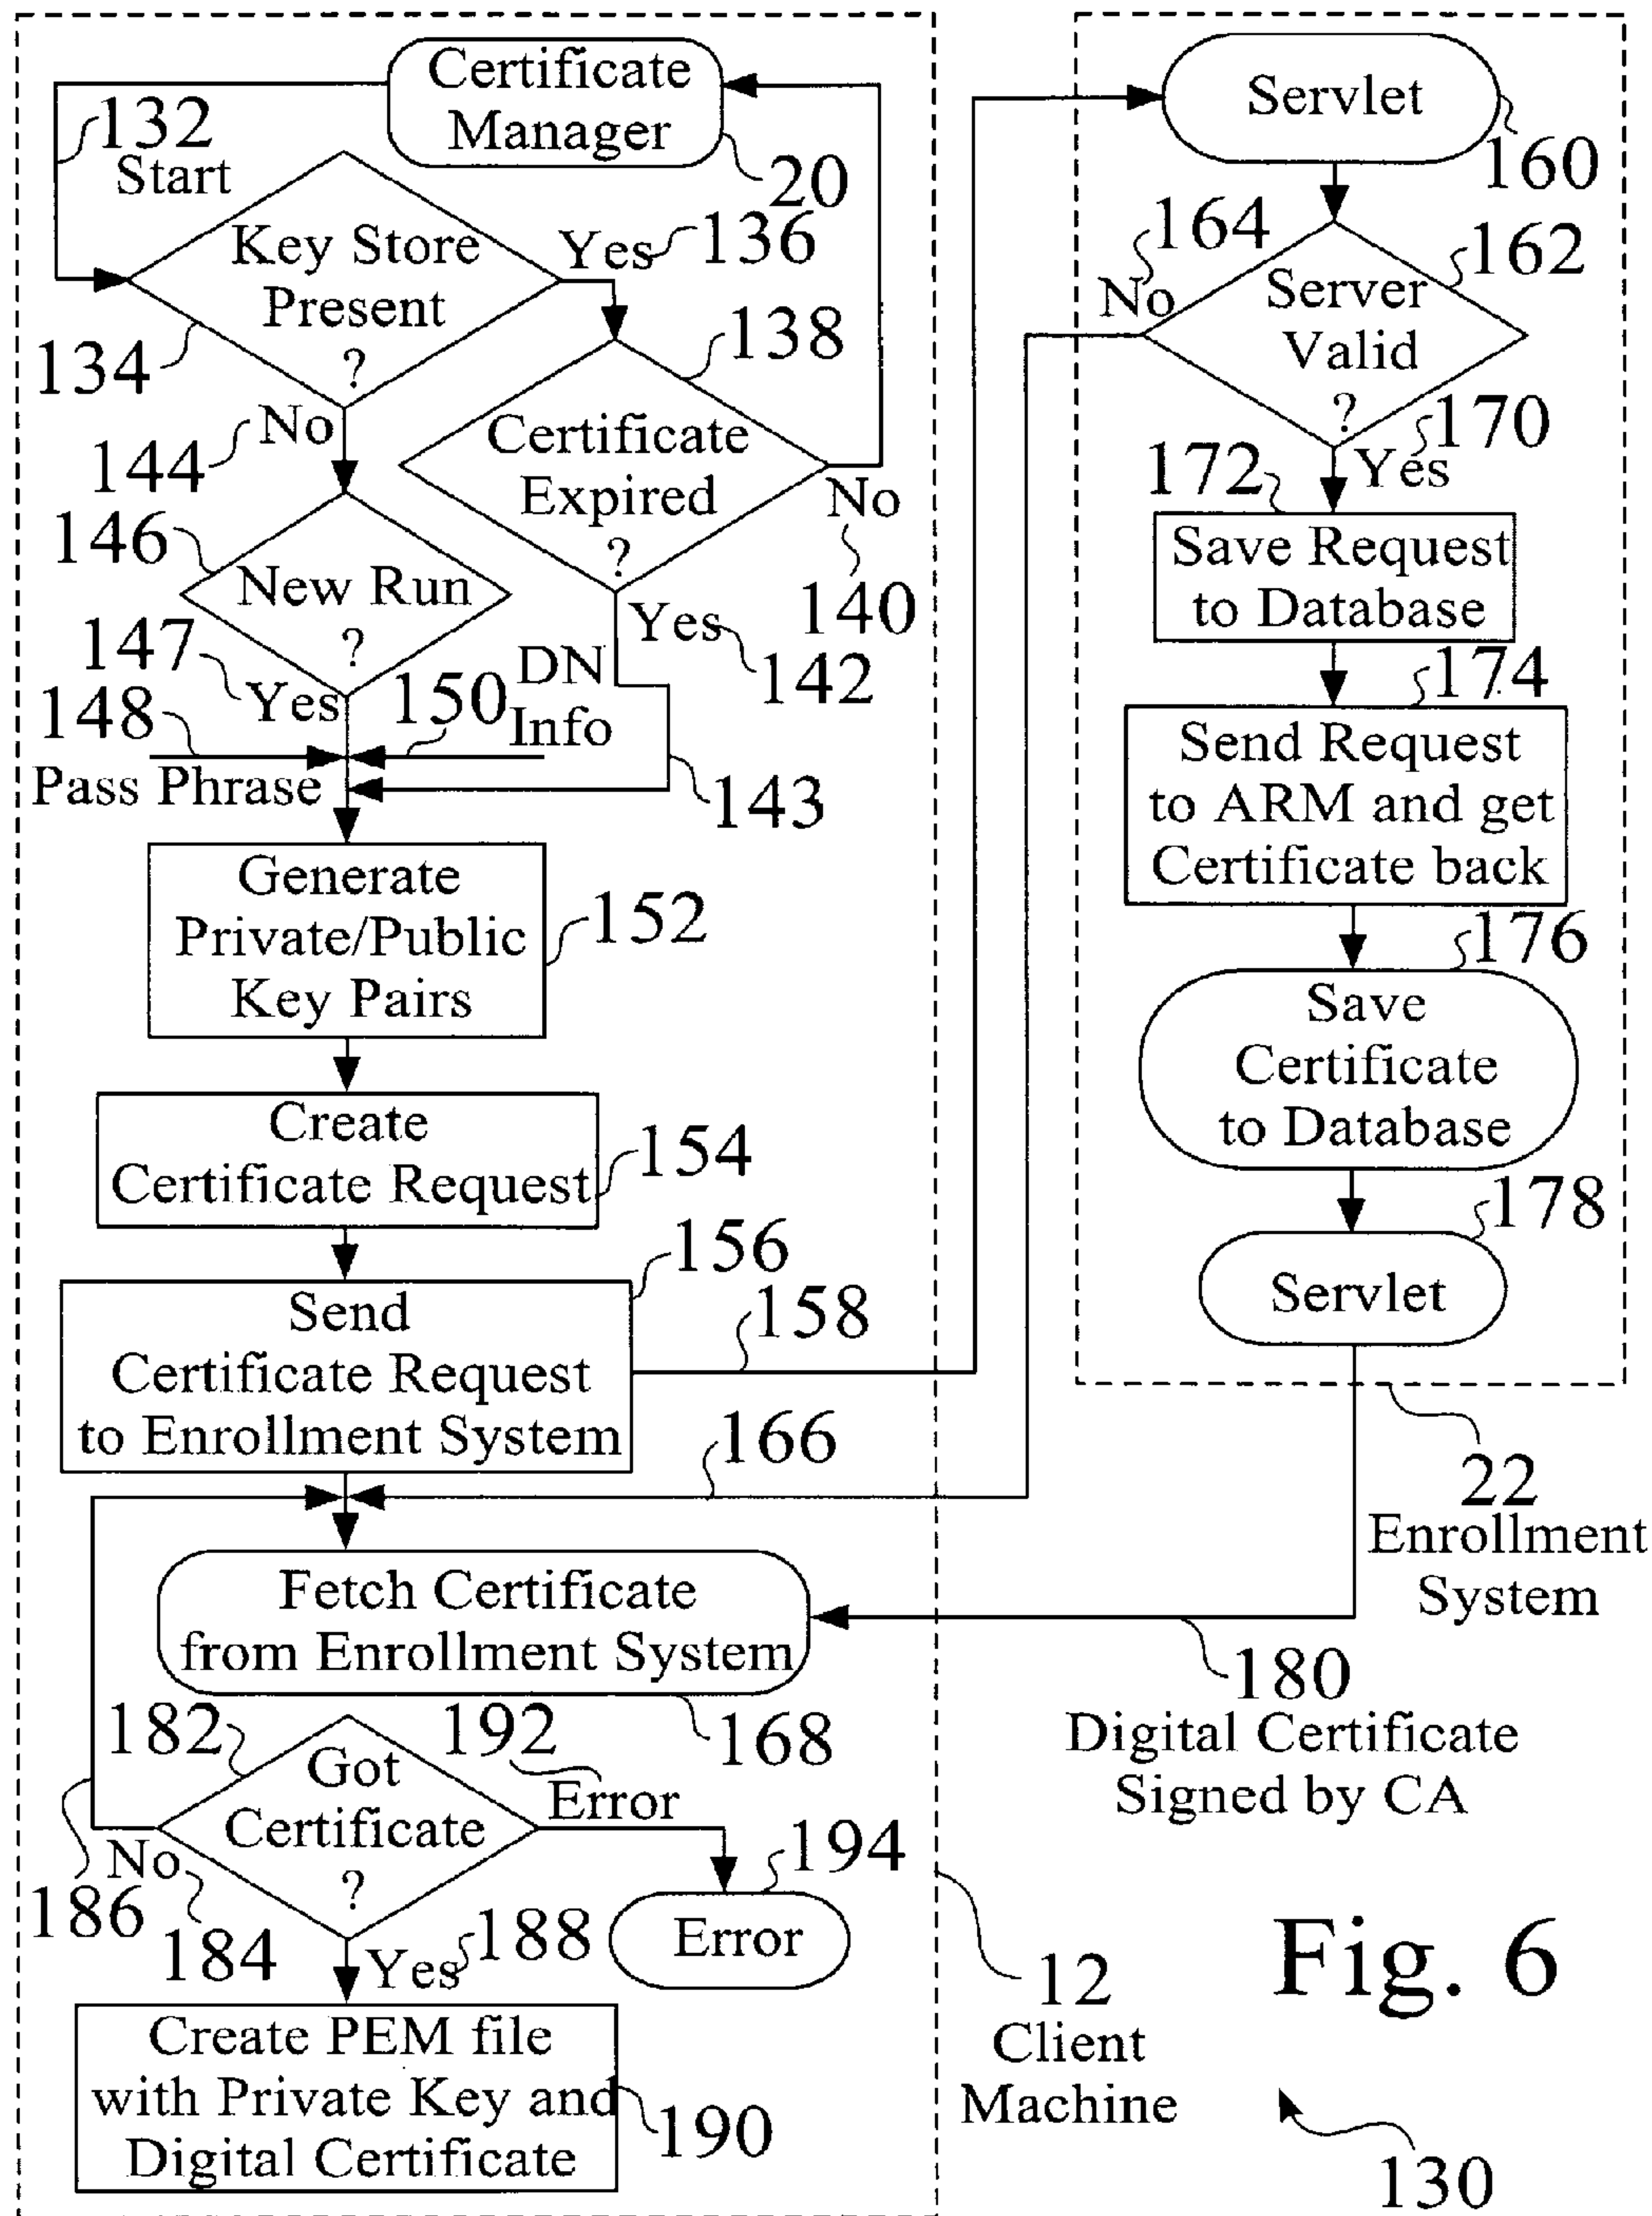 Certificate
Manager
20
132
Start
Key Store
Present
?
134
Yes
136
138
Certificate
Expired
?
No
140
Yes
142
No
144
146
New Run
?
147
Yes
148
Pass Phrase
150
DN
Info
143
Generate
Private/Public
Key Pairs
152
Create
Certificate Request
154
156
Send
Certificate Request
to Enrollment System
158
166
Fetch Certificate
from Enrollment System
168
182
Got
Certificate
?
192
Error
194
Error
No
186
184
Yes
188
Create PEM file
with Private Key and
Digital Certificate
190
Servlet
160
164
No
162
Server
Valid
?
170
Yes
172
Save Request
to Database
174
Send Request
to ARM and get
Certificate back
176
Save
Certificate
to Database
178
Servlet
22
Enrollment
System
180
Digital Certificate
Signed by CA
12
Client
Machine
Fig. 6
130